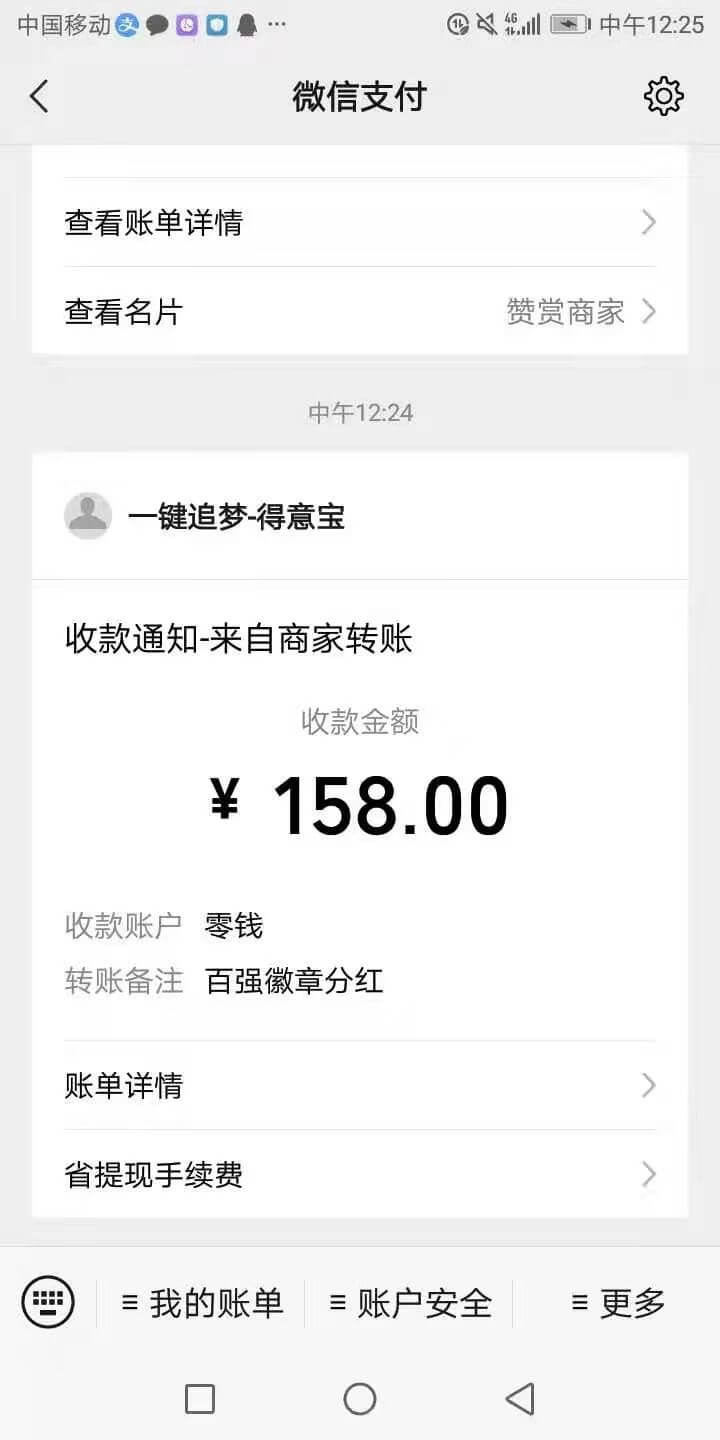 中国移动 ··· 4G 中午12:25
微信支付
查看账单详情
查看名片 赞赏商家
中午12:24
一键追梦-得意宝
收款通知-来自商家转账
收款金额
¥ 158.00
收款账户 零钱
转账备注 百强徽章分红
账单详情
省提现手续费
我的账单 账户安全 更多